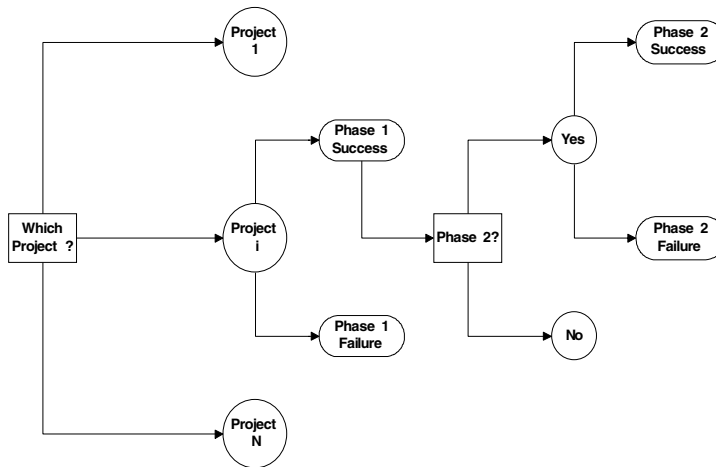 Project
1
Phase 2
Success
Phase 1
Success
Yes
Which
Project ?
Project
i
Phase 2?
Phase 2
Failure
Phase 1
Failure
No
Project
N